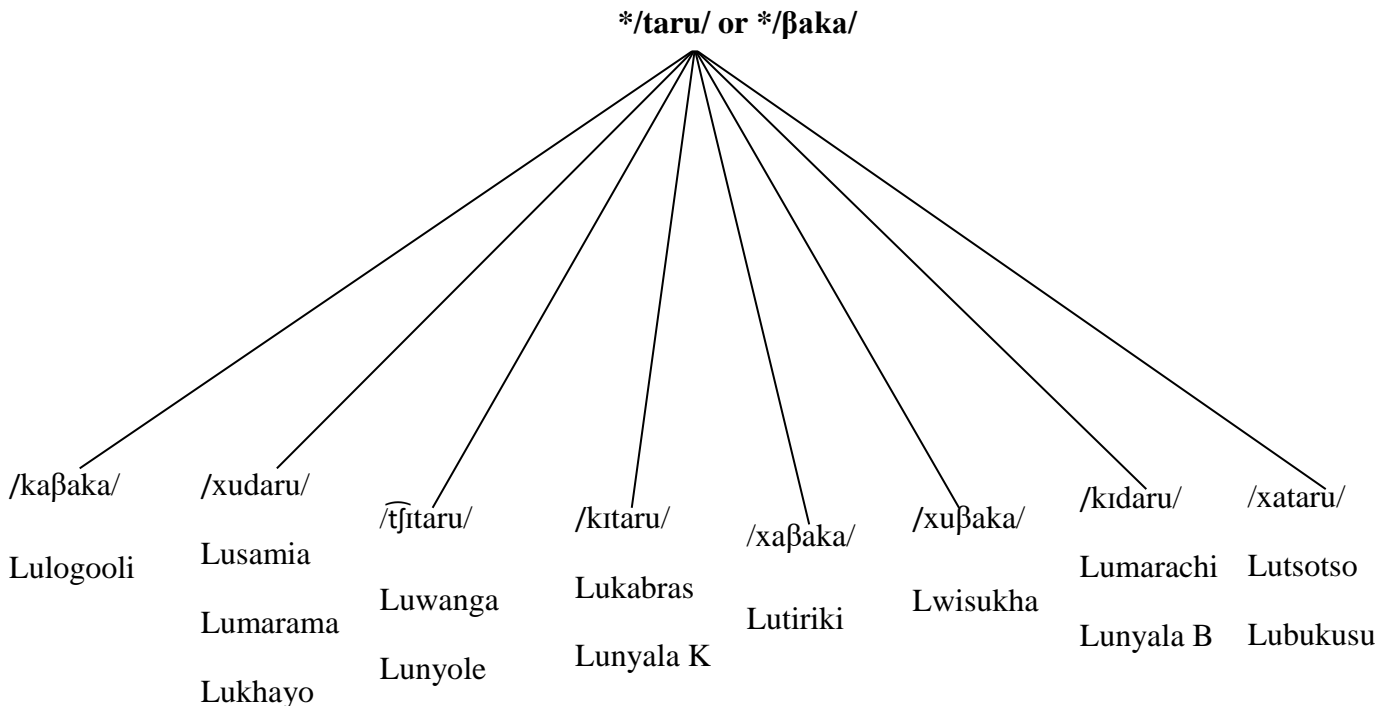 */taru/ or */βaka/
/kaβaka/
Lulogooli
/xudaru/
Lusamia
Lumarama
Lukhayo
/t͡ʃɪtaru/
Luwanga
Lunyole
/kɪtaru/
Lukabras
Lunyala K
/xaβaka/
Lutiriki
/xuβaka/
Lwisukha
/kɪdaru/
Lumarachi
Lunyala B
/xataru/
Lutsotso
Lubukusu